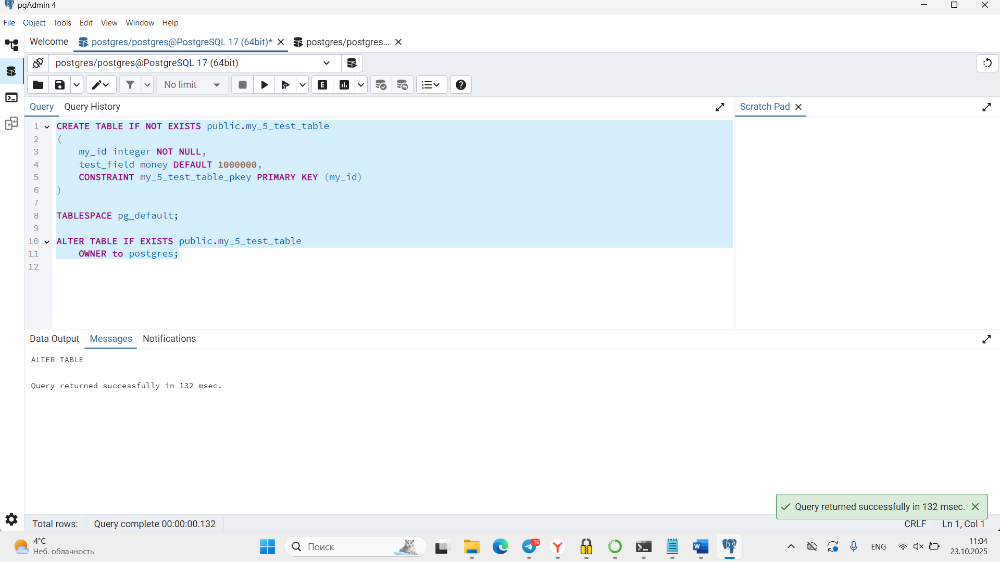 pgAdmin 4
File Object Tools Edit View Window Help
Welcome postgres/postgres@PostgreSQL 17 (64bit)* postgres/postgres...
postgres/postgres@PostgreSQL 17 (64bit)
No limit E
Query Query History Scratch Pad
1 CREATE TABLE IF NOT EXISTS public.my_5_test_table
2 (
3 my_id integer NOT NULL,
4 test_field money DEFAULT 1000000,
5 CONSTRAINT my_5_test_table_pkey PRIMARY KEY (my_id)
6 )
7
8 TABLESPACE pg_default;
9
10 ALTER TABLE IF EXISTS public.my_5_test_table
11 OWNER to postgres;
12
Data Output Messages Notifications
ALTER TABLE
Query returned successfully in 132 msec.
Query returned successfully in 132 msec.
Total rows: Query complete 00:00:00.132 CRLF Ln 1, Col 1
4°C
Неб. облачность
Поиск
36
ENG
11:04
23.10.2025